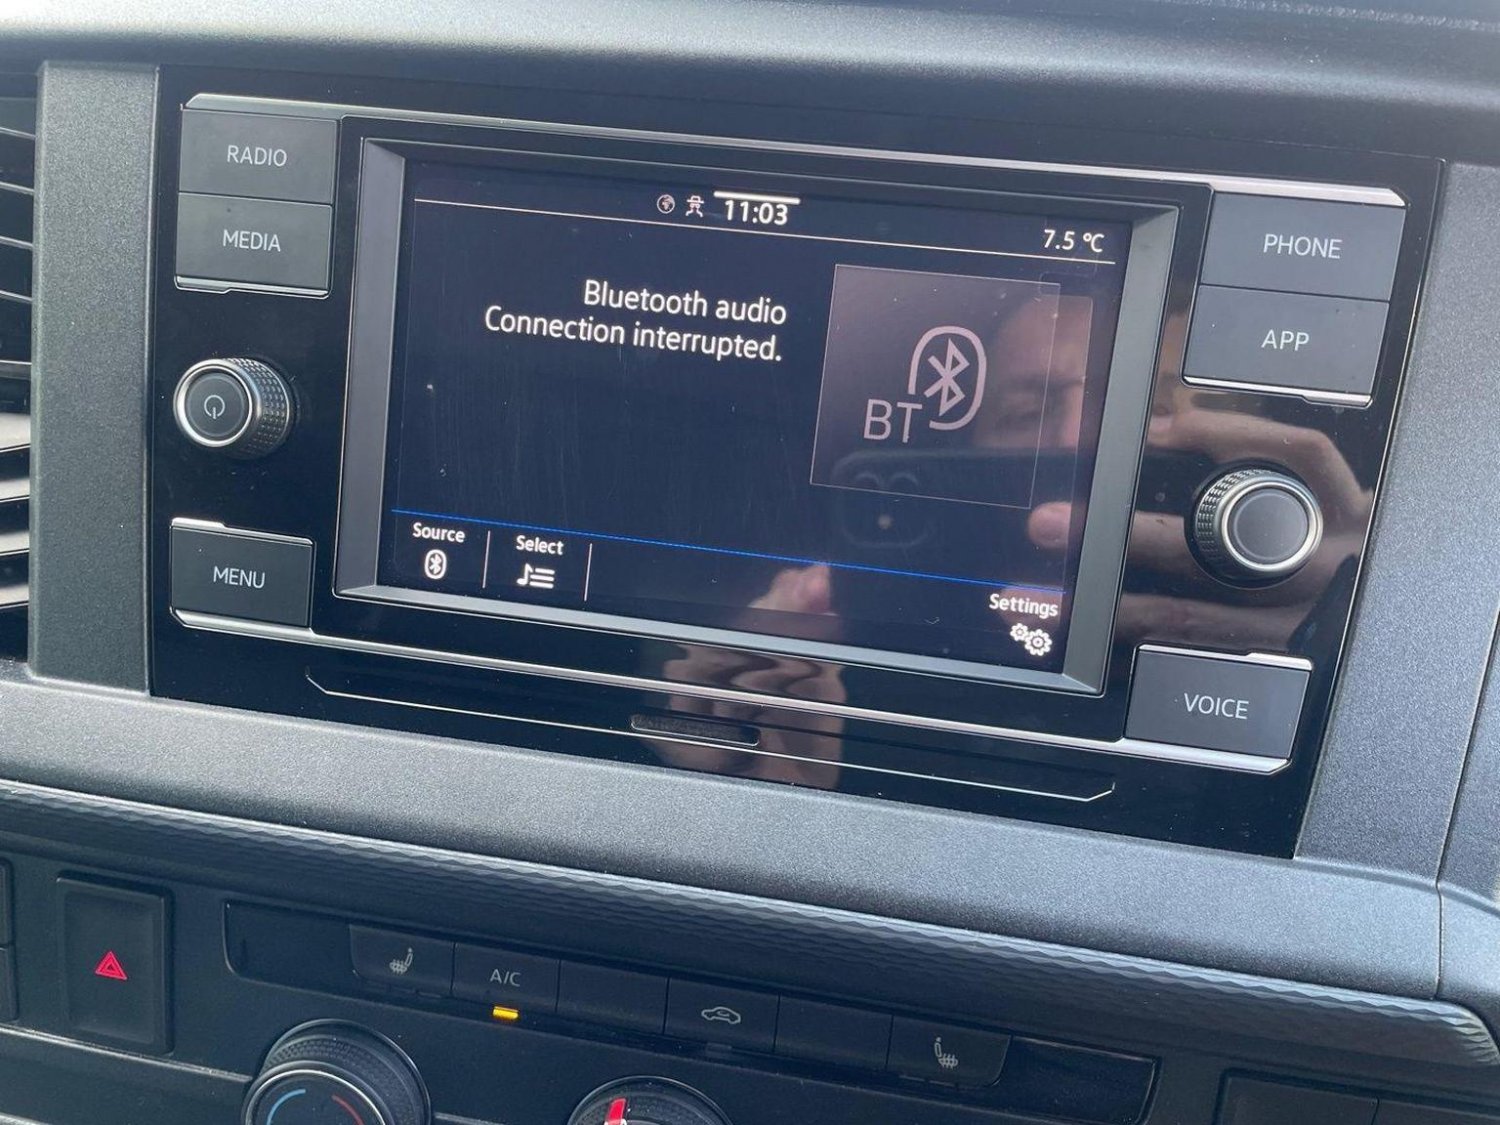 RADIO
MEDIA
11:03
7.5 °C
Bluetooth audio
Connection interrupted.
BT
Source
Select
Settings
PHONE
APP
MENU
VOICE
A/C